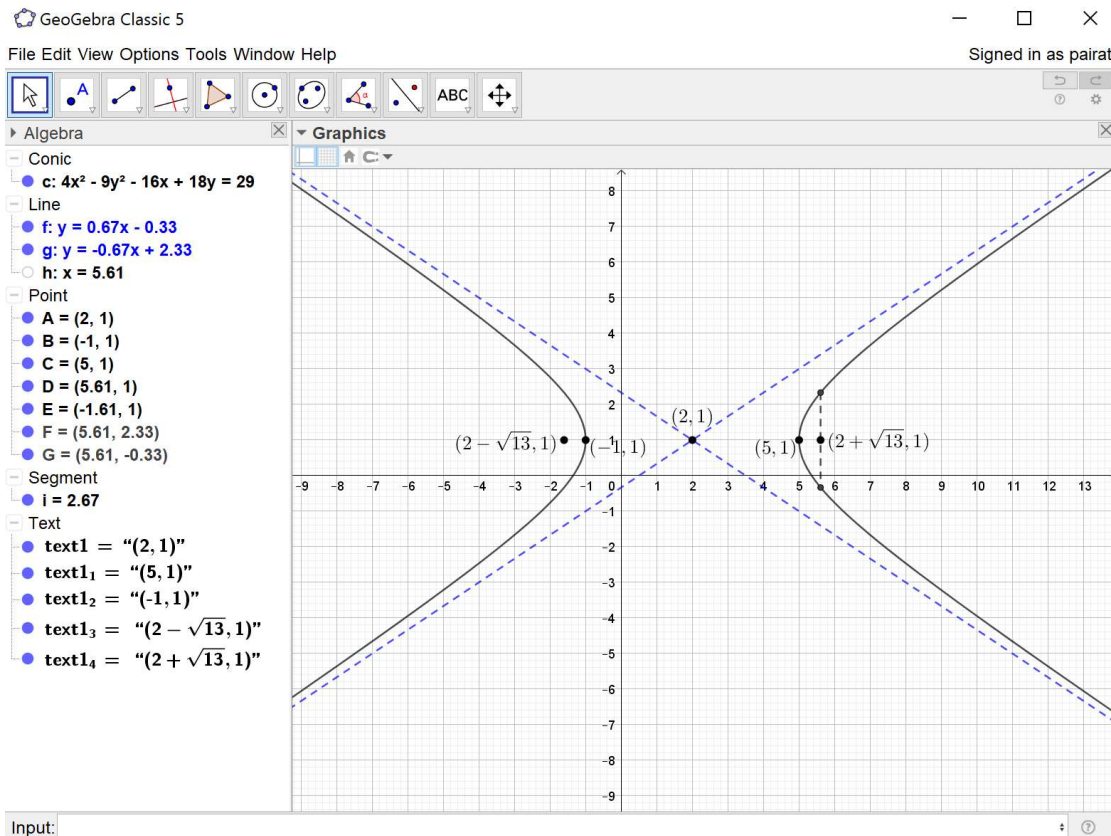 GeoGebra Classic 5
File Edit View Options Tools Window Help
Signed in as pairat
A
α
ABC
Algebra
Conic
c: 4x² - 9y² - 16x + 18y = 29
Line
f: y = 0.67x - 0.33
g: y = -0.67x + 2.33
h: x = 5.61
Point
A = (2, 1)
B = (-1, 1)
C = (5, 1)
D = (5.61, 1)
E = (-1.61, 1)
F = (5.61, 2.33)
G = (5.61, -0.33)
Segment
i = 2.67
Text
text1 = “(2, 1)”
text1₁ = “(5, 1)”
text1₂ = “(-1, 1)”
text1₃ = “(2 − √13, 1)”
text1₄ = “(2 + √13, 1)”
Graphics
8
7
6
5
4
3
2
1
-1
-2
-3
-4
-5
-6
-7
-8
-9
-9 -8 -7 -6 -5 -4 -3 -2 -1 0 1 2 3 4 5 6 7 8 9 10 11 12 13
(2, 1)
(2 − √13, 1)
(−1, 1)
(5, 1)
(2 + √13, 1)
Input: